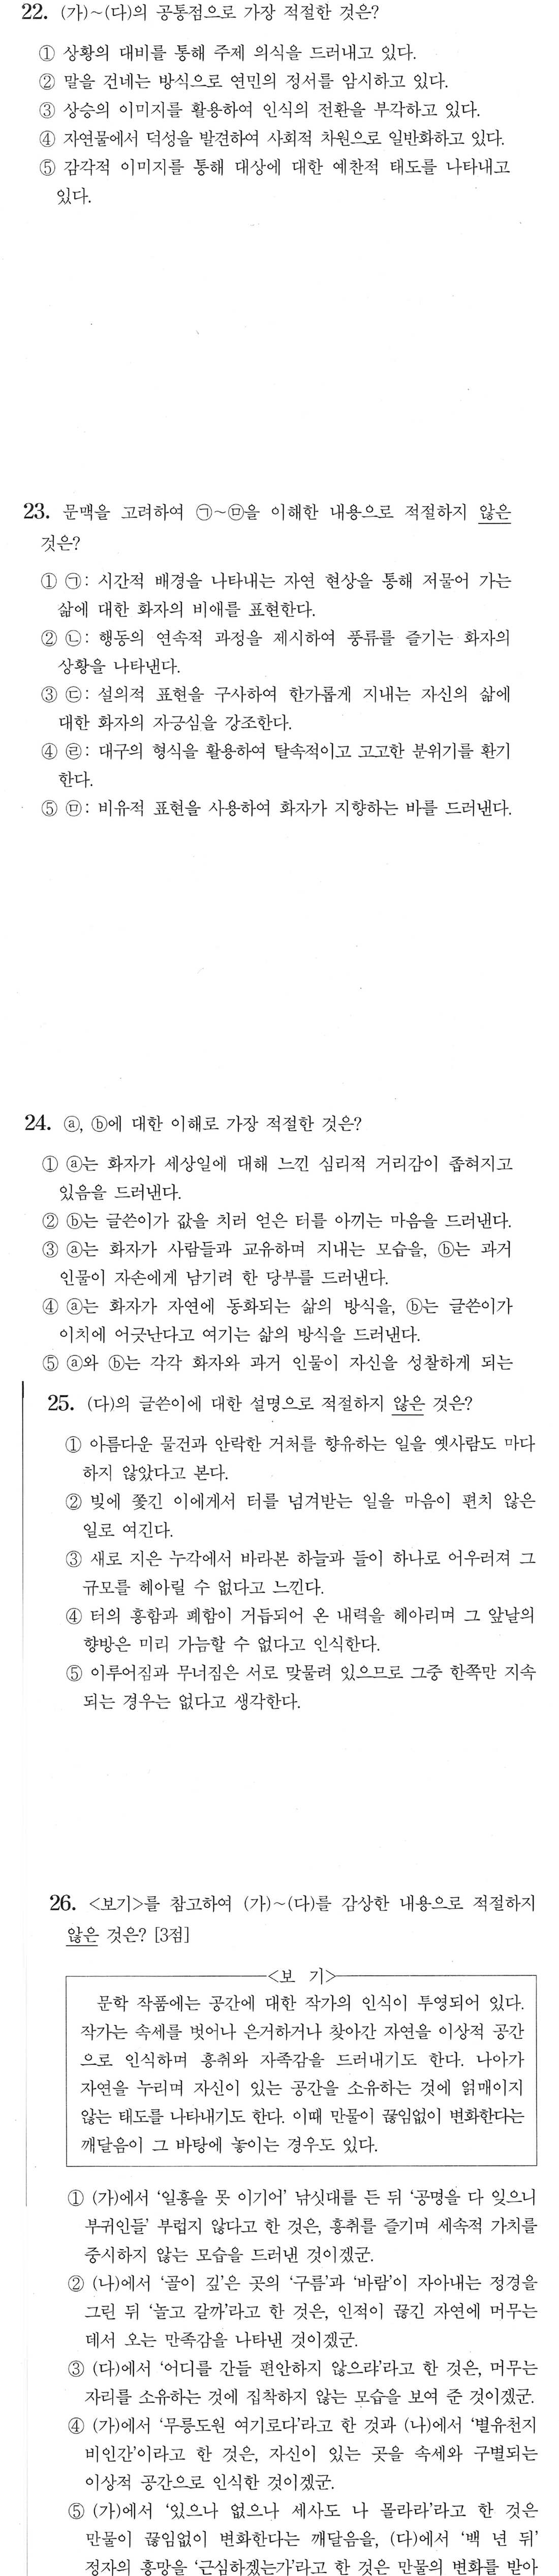 22. (가)~(다)의 공통점으로 가장 적절한 것은?
① 상황의 대비를 통해 주제 의식을 드러내고 있다.
② 말을 건네는 방식으로 연민의 정서를 암시하고 있다.
③ 상승의 이미지를 활용하여 인식의 전환을 부각하고 있다.
④ 자연물에서 덕성을 발견하여 사회적 차원으로 일반화하고 있다.
⑤ 감각적 이미지를 통해 대상에 대한 예찬적 태도를 나타내고
있다.
23. 문맥을 고려하여 ㉠~㉤을 이해한 내용으로 적절하지 않은
것은?
① ㉠: 시간적 배경을 나타내는 자연 현상을 통해 저물어 가는
삶에 대한 화자의 비애를 표현한다.
② ㉡: 행동의 연속적 과정을 제시하여 풍류를 즐기는 화자의
상황을 나타낸다.
③ ㉢: 설의적 표현을 구사하여 한가롭게 지내는 자신의 삶에
대한 화자의 자긍심을 강조한다.
④ ㉣: 대구의 형식을 활용하여 탈속적이고 고고한 분위기를 환기
한다.
⑤ ㉤: 비유적 표현을 사용하여 화자가 지향하는 바를 드러낸다.
24. ⓐ, ⓑ에 대한 이해로 가장 적절한 것은?
① ⓐ는 화자가 세상일에 대해 느낀 심리적 거리감이 좁혀지고
있음을 드러낸다.
② ⓑ는 글쓴이가 값을 치러 얻은 터를 아끼는 마음을 드러낸다.
③ ⓐ는 화자가 사람들과 교유하며 지내는 모습을, ⓑ는 과거
인물이 자손에게 남기려 한 당부를 드러낸다.
④ ⓐ는 화자가 자연에 동화되는 삶의 방식을, ⓑ는 글쓴이가
이치에 어긋난다고 여기는 삶의 방식을 드러낸다.
⑤ ⓐ와 ⓑ는 각각 화자와 과거 인물이 자신을 성찰하게 되는
25. (다)의 글쓴이에 대한 설명으로 적절하지 않은 것은?
① 아름다운 물건과 안락한 거처를 향유하는 일을 옛사람도 마다
하지 않았다고 본다.
② 빚에 쫓긴 이에게서 터를 넘겨받는 일을 마음이 편치 않은
일로 여긴다.
③ 새로 지은 누각에서 바라본 하늘과 들이 하나로 어우러져 그
규모를 헤아릴 수 없다고 느낀다.
④ 터의 흥함과 폐함이 거듭되어 온 내력을 헤아리며 그 앞날의
향방은 미리 가늠할 수 없다고 인식한다.
⑤ 이루어짐과 무너짐은 서로 맞물려 있으므로 그중 한쪽만 지속
되는 경우는 없다고 생각한다.
26. <보기>를 참고하여 (가)~(다)를 감상한 내용으로 적절하지
않은 것은? [3점]
<보 기>
문학 작품에는 공간에 대한 작가의 인식이 투영되어 있다.
작가는 속세를 벗어나 은거하거나 찾아간 자연을 이상적 공간
으로 인식하며 흥취와 자족감을 드러내기도 한다. 나아가
자연을 누리며 자신이 있는 공간을 소유하는 것에 얽매이지
않는 태도를 나타내기도 한다. 이때 만물이 끊임없이 변화한다는
깨달음이 그 바탕에 놓이는 경우도 있다.
① (가)에서 '일흥을 못 이기어' 낚싯대를 든 뒤 '공명을 다 잊으니
부귀인들' 부럽지 않다고 한 것은, 흥취를 즐기며 세속적 가치를
중시하지 않는 모습을 드러낸 것이겠군.
② (나)에서 '골이 깊'은 곳의 '구름'과 '바람'이 자아내는 정경을
그린 뒤 '놀고 갈까'라고 한 것은, 인적이 끊긴 자연에 머무는
데서 오는 만족감을 나타낸 것이겠군.
③ (다)에서 '어디를 간들 편안하지 않으랴'라고 한 것은, 머무는
자리를 소유하는 것에 집착하지 않는 모습을 보여 준 것이겠군.
④ (가)에서 '무릉도원 여기로다'라고 한 것과 (나)에서 '별유천지
비인간'이라고 한 것은, 자신이 있는 곳을 속세와 구별되는
이상적 공간으로 인식한 것이겠군.
⑤ (가)에서 '있으나 없으나 세사도 나 몰라라'라고 한 것은
만물이 끊임없이 변화한다는 깨달음을, (다)에서 '백 년 뒤'
정자의 흥망을 '근심하겠는가'라고 한 것은 만물의 변화를 받아